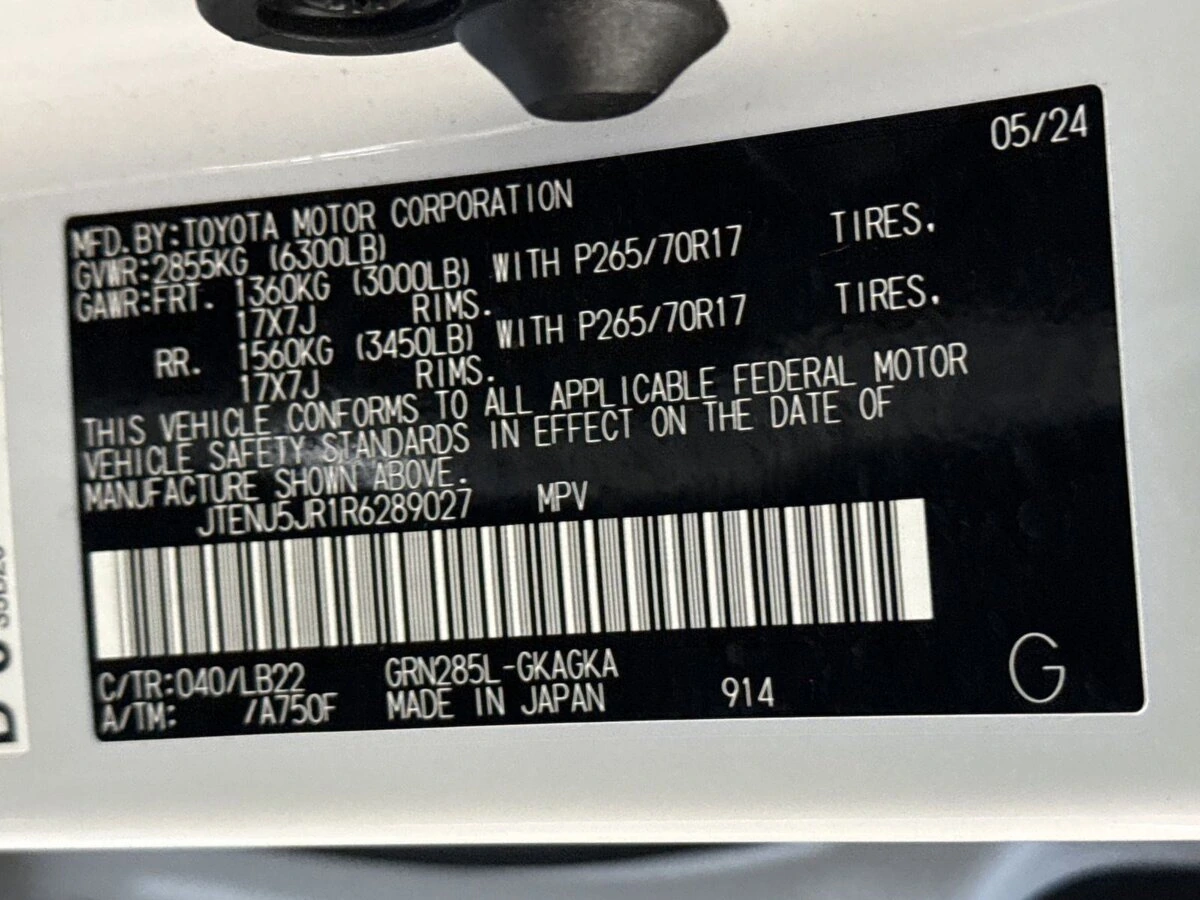 05/24
MFD.BY:TOYOTA MOTOR CORPORATION
GVWR:2855KG (6300LB)
GAWR:FRT. 1360KG (3000LB) WITH P265/70R17 TIRES.
17X7J RIMS.
RR. 1560KG (3450LB) WITH P265/70R17 TIRES.
17X7J RIMS.
THIS VEHICLE CONFORMS TO ALL APPLICABLE FEDERAL MOTOR
VEHICLE SAFETY STANDARDS IN EFFECT ON THE DATE OF
MANUFACTURE SHOWN ABOVE.
JTENU5JR1R6289027 MPV
C/TR:040/LB22 GRN285L-GKAGKA
A/TM: /A750F MADE IN JAPAN 914
G